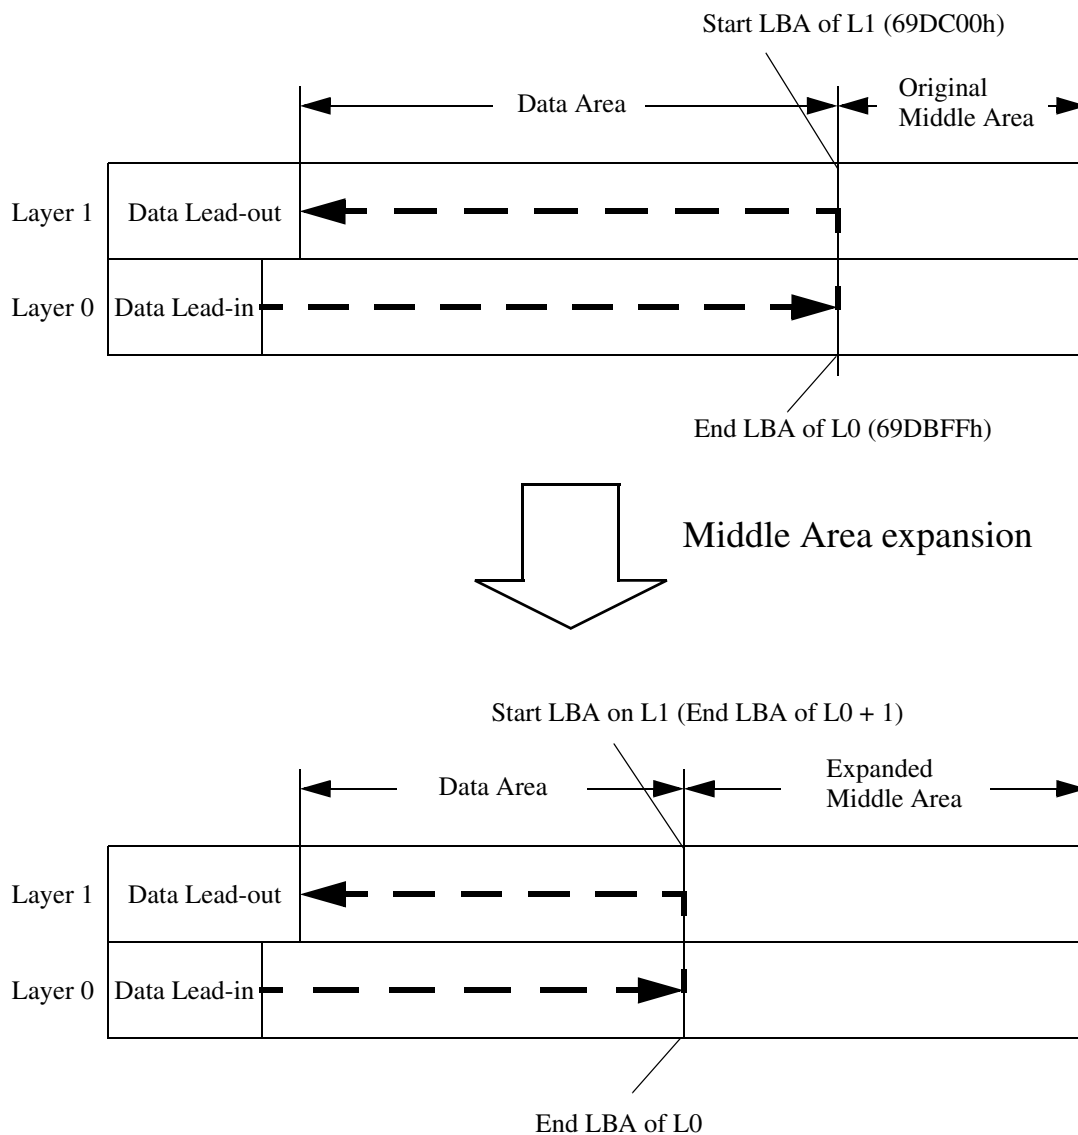 Start LBA of L1 (69DC00h)
Data Area
Original
Middle Area
Layer 1
Data Lead-out
Layer 0
Data Lead-in
End LBA of L0 (69DBFFh)
Middle Area expansion
Start LBA on L1 (End LBA of L0 + 1)
Data Area
Expanded
Middle Area
Layer 1
Data Lead-out
Layer 0
Data Lead-in
End LBA of L0